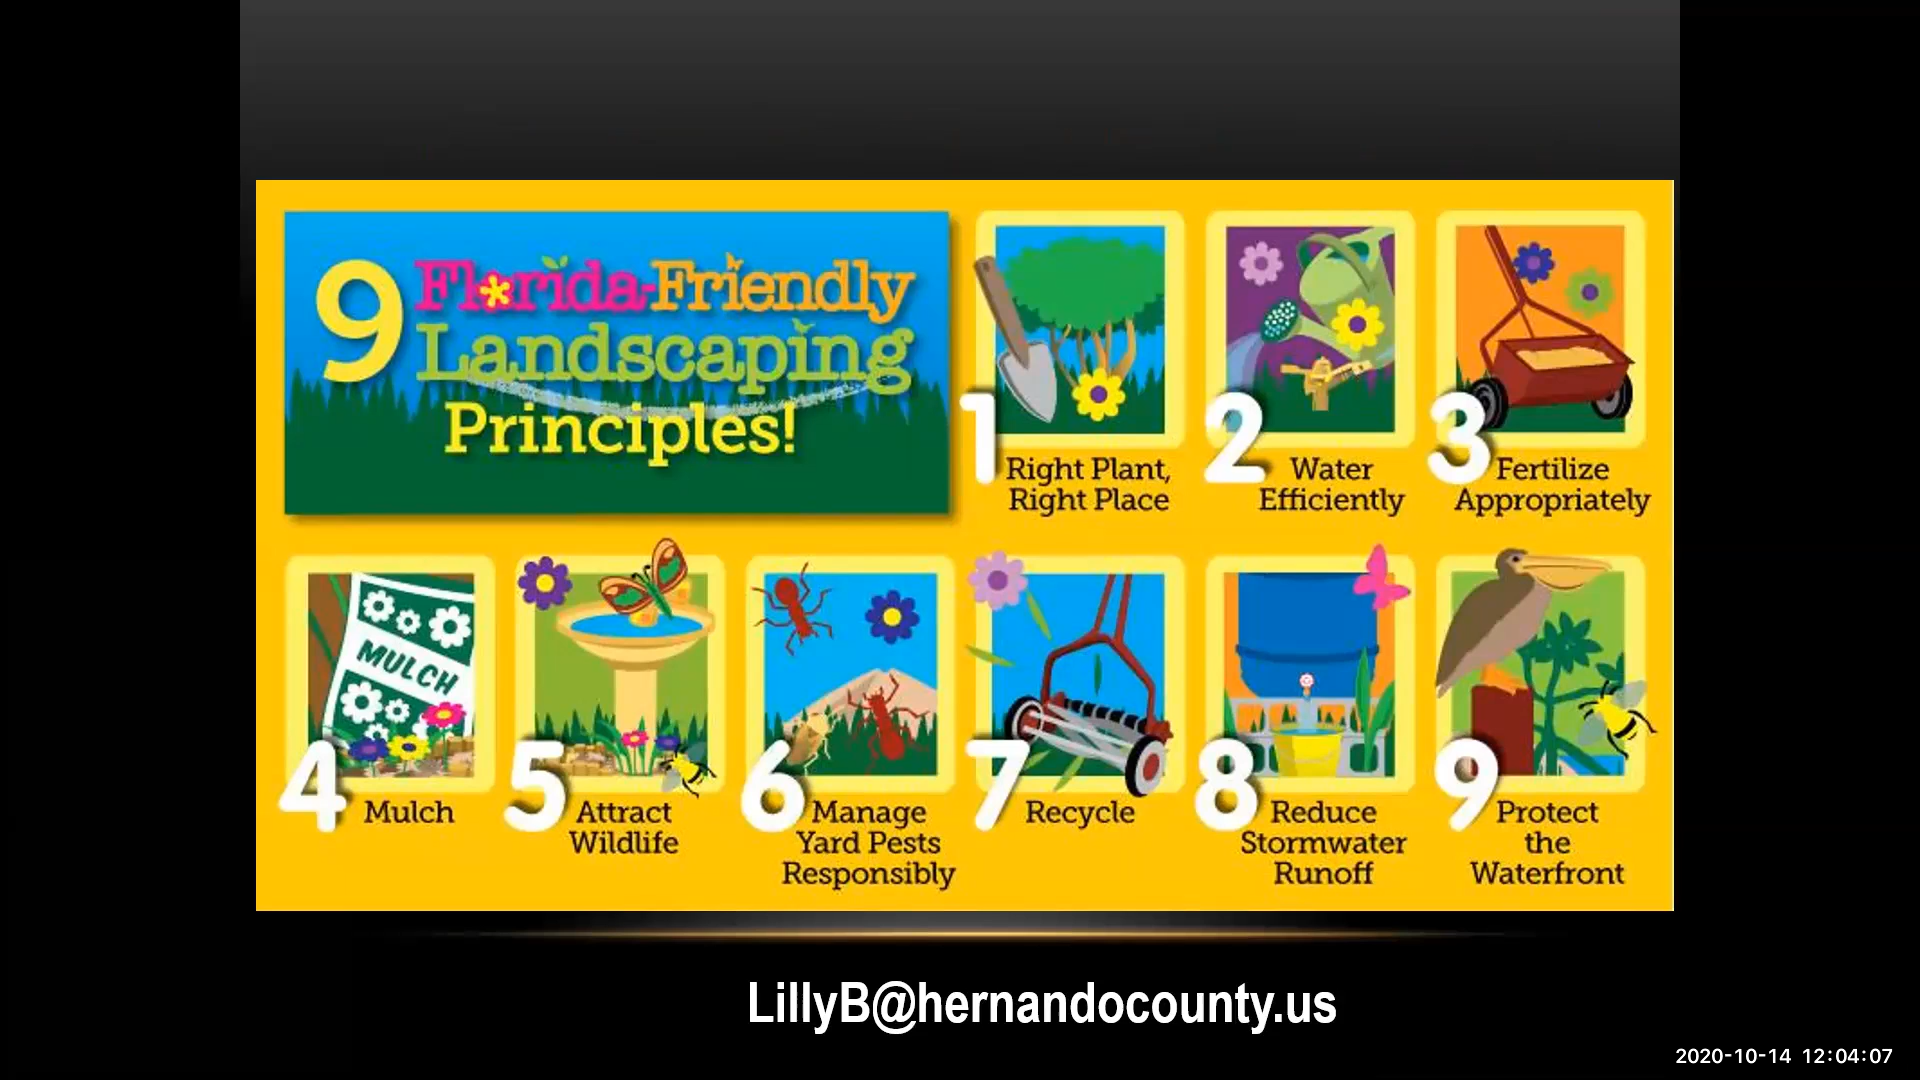 9 Florida-Friendly
Landscaping
Principles!
1 Right Plant,
Right Place
2 Water
Efficiently
3 Fertilize
Appropriately
MULCH
4 Mulch
5 Attract
Wildlife
6 Manage
Yard Pests
Responsibly
7 Recycle
8 Reduce
Stormwater
Runoff
9 Protect
the
Waterfront
LillyB@hernandocounty.us
2020-10-14 12:04:07